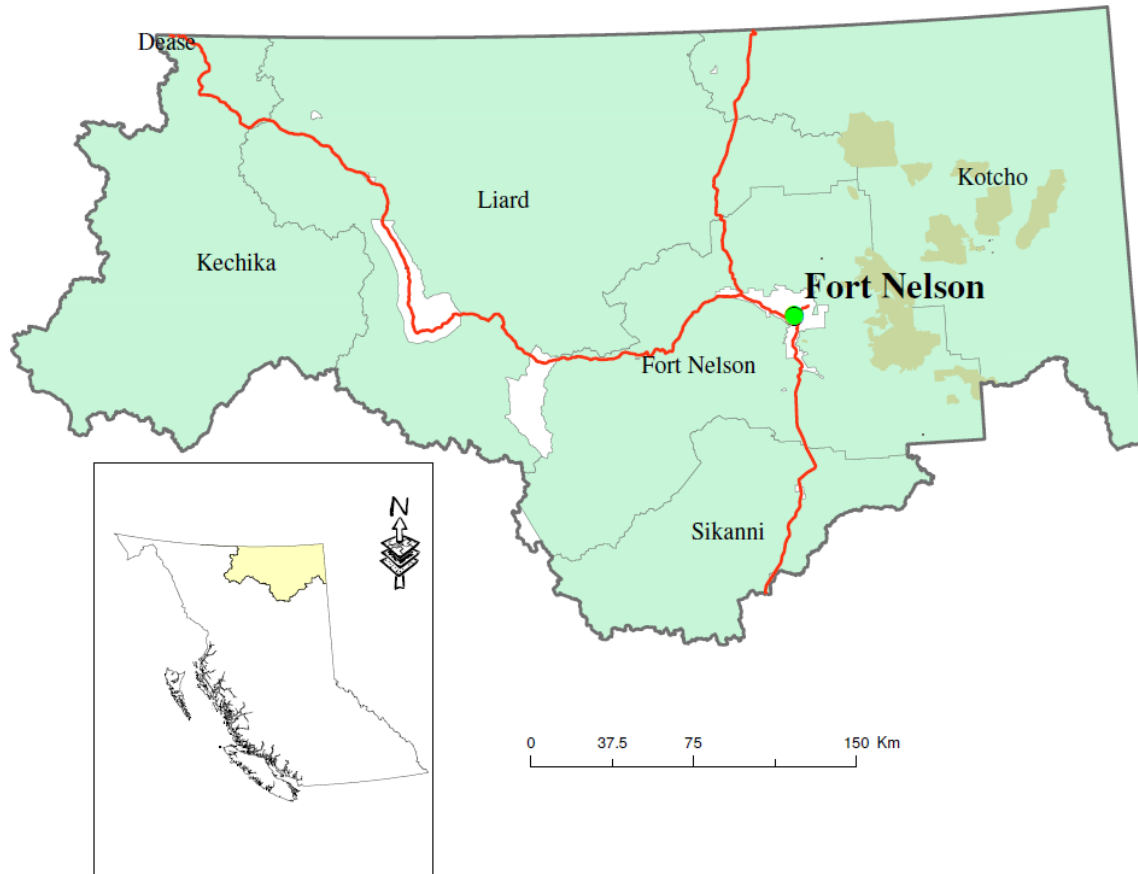 Dease
Kotcho
Liard
Kechika
Fort Nelson
Fort Nelson
Sikanni
N
0 37.5 75 150 Km